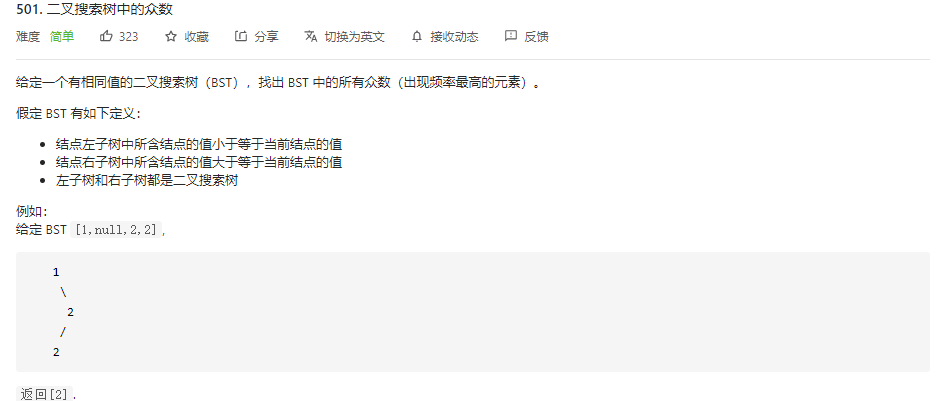 501. 二叉搜索树中的众数
难度 简单 323 收藏 分享 切换为英文 接收动态 反馈
给定一个有相同值的二叉搜索树（BST），找出 BST 中的所有众数（出现频率最高的元素）。
假定 BST 有如下定义：
• 结点左子树中所含结点的值小于等于当前结点的值
• 结点右子树中所含结点的值大于等于当前结点的值
• 左子树和右子树都是二叉搜索树
例如：
给定 BST [1,null,2,2],
1
\
2
/
2
返回[2].